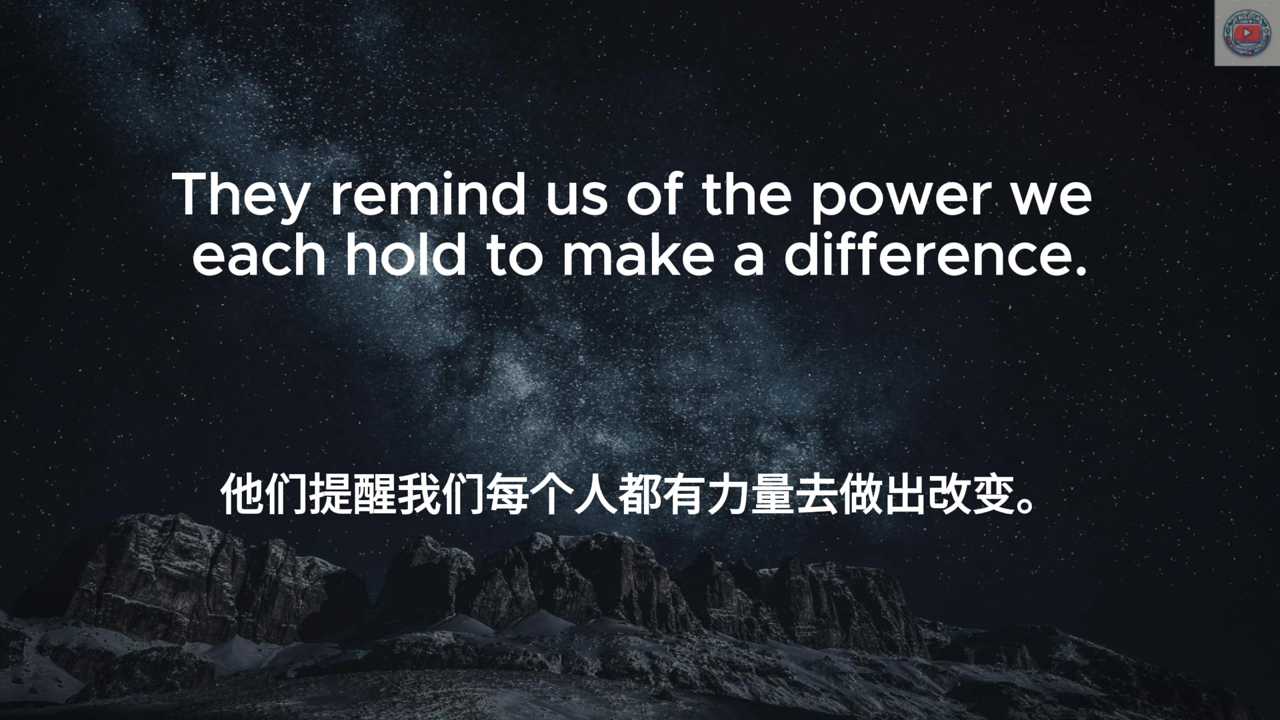 They remind us of the power we
each hold to make a difference.
他们提醒我们每个人都有力量去做出改变。